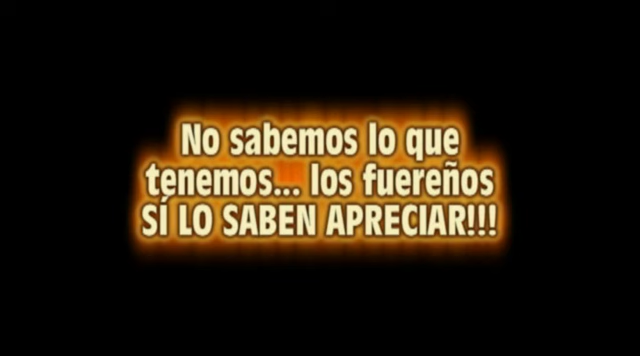 No sabemos lo que
tenemos... los fuereños
SÍ LO SABEN APRECIAR!!!